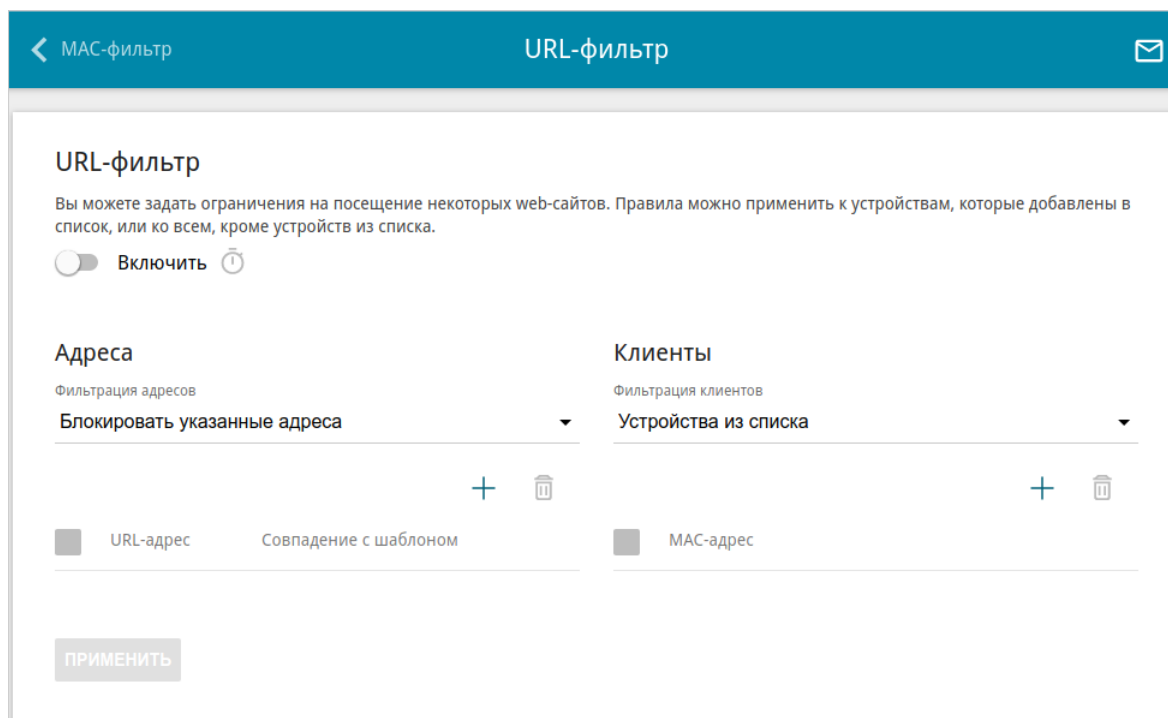 МАС-фильтр
URL-фильтр
URL-фильтр
Вы можете задать ограничения на посещение некоторых web-сайтов. Правила можно применить к устройствам, которые добавлены в
список, или ко всем, кроме устройств из списка.
Включить
Адреса
Фильтрация адресов
Блокировать указанные адреса
URL-адрес Совпадение с шаблоном
Клиенты
Фильтрация клиентов
Устройства из списка
MAC-адрес
ПРИМЕНИТЬ